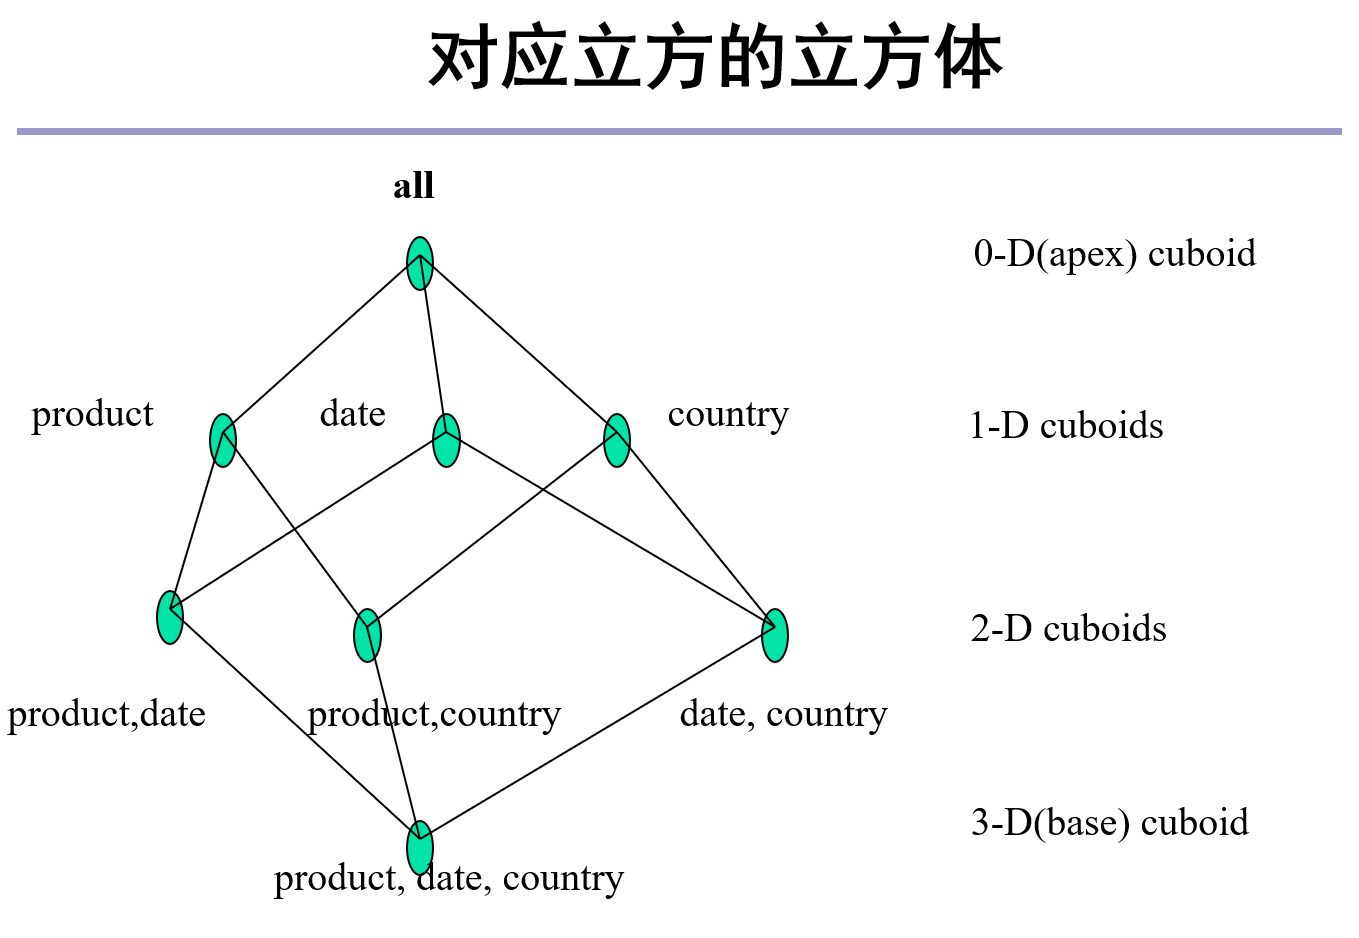 对应立方的立方体
all
0-D(apex) cuboid
product
date
country
1-D cuboids
2-D cuboids
product,date
product,country
date, country
3-D(base) cuboid
product, date, country